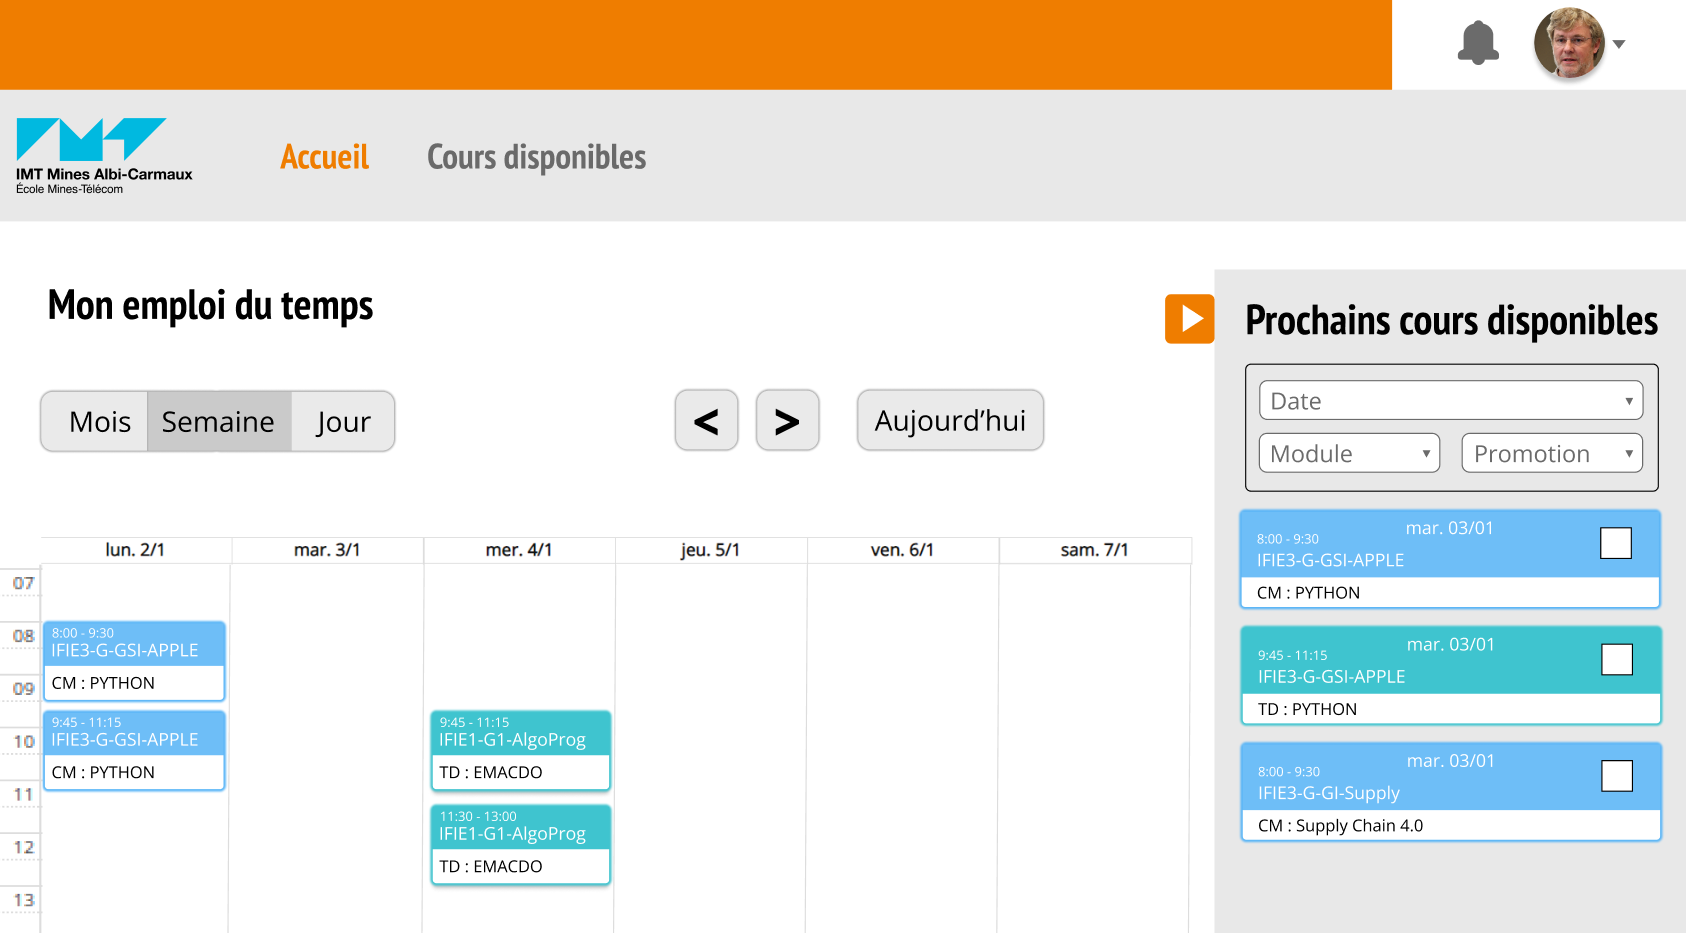 IMT Mines Albi-Carmaux
École Mines-Télécom
Accueil
Cours disponibles
Mon emploi du temps
Mois
Semaine
Jour
<
>
Aujourd’hui
lun. 2/1
mar. 3/1
mer. 4/1
jeu. 5/1
ven. 6/1
sam. 7/1
07
08
09
10
11
12
13
8:00 - 9:30
IFIE3-G-GSI-APPLE
CM : PYTHON
9:45 - 11:15
IFIE3-G-GSI-APPLE
CM : PYTHON
9:45 - 11:15
IFIE1-G1-AlgoProg
TD : EMACDO
11:30 - 13:00
IFIE1-G1-AlgoProg
TD : EMACDO
Prochains cours disponibles
Date
Module
Promotion
mar. 03/01
8:00 - 9:30
IFIE3-G-GSI-APPLE
CM : PYTHON
mar. 03/01
9:45 - 11:15
IFIE3-G-GSI-APPLE
TD : PYTHON
mar. 03/01
8:00 - 9:30
IFIE3-G-GI-Supply
CM : Supply Chain 4.0